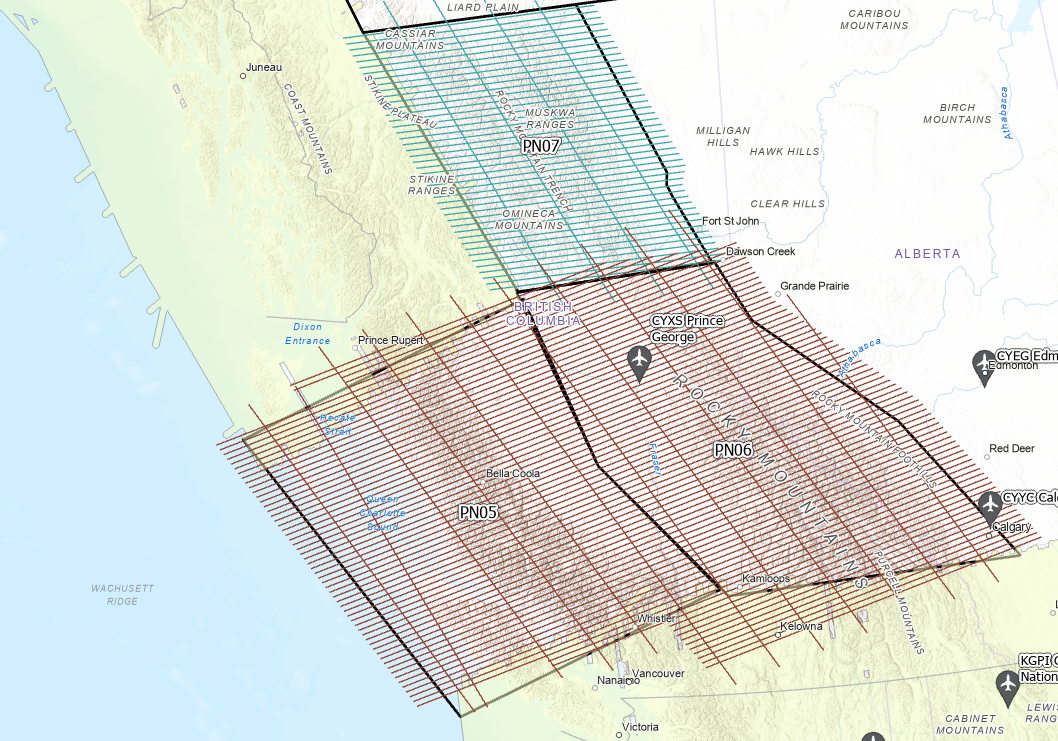 LIARD PLAIN
CASSIAR
MOUNTAINS
CARIBOU
MOUNTAINS
Juneau
COAST MOUNTAINS
STIKINE PLATEAU
ROCKY MOUNTAIN TRENCH
MUSKWA
RANGES
PN07
BIRCH
MOUNTAINS
Athabasca
MILLIGAN
HILLS
HAWK HILLS
STIKINE
RANGES
OMINECA
MOUNTAINS
CLEAR HILLS
Fort St John
Dawson Creek
ALBERTA
Grande Prairie
BRITISH
COLUMBIA
Dixon
Entrance
Prince Rupert
CYXS Prince
George
Athabasca
CYEG Edm
Edmonton
ROCKY MOUNTAINS
ROCKY MOUNTAIN FOOTHILLS
Hecate
Strait
PN06
Fraser
Red Deer
Bella Coola
Queen
Charlotte
Sound
PN05
CYYC Cal
Calgary
WACHUSETT
RIDGE
Kamloops
PURCELL MOUNTAINS
Whistler
Kelowna
Vancouver
Nanaimo
KGPI G
Nation
Victoria
CABINET
MOUNTAINS
LEWIS
RANG